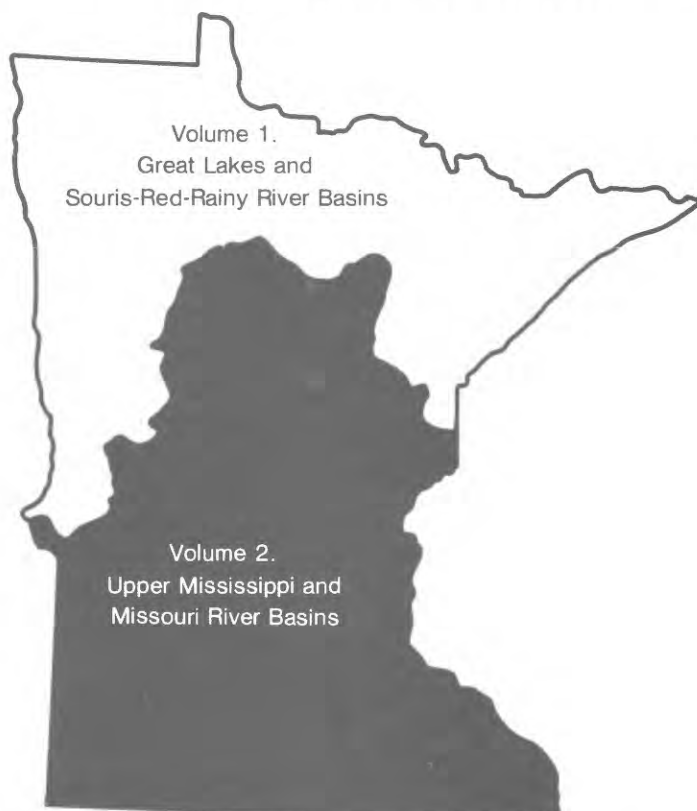 Volume 1.
Great Lakes and
Souris-Red-Rainy River Basins
Volume 2.
Upper Mississippi and
Missouri River Basins